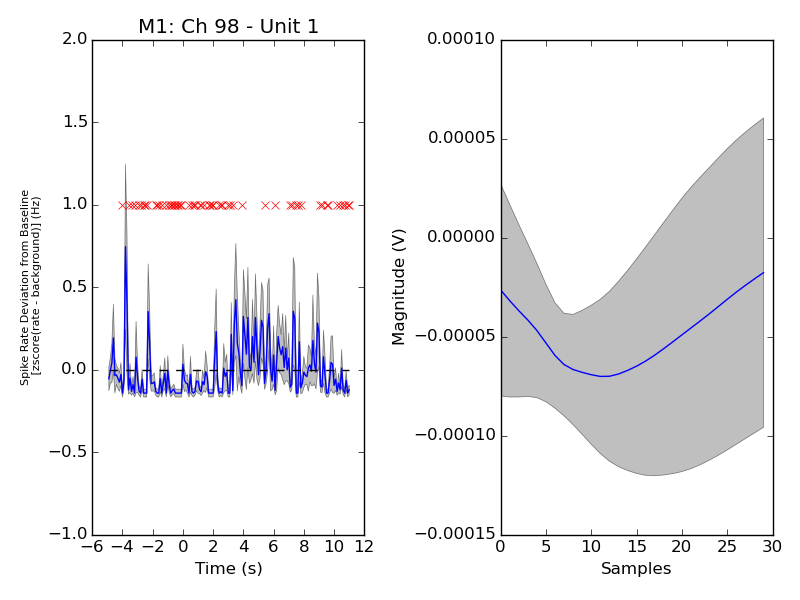 M1: Ch 98 - Unit 1
2.0
1.5
1.0
0.5
0.0
−0.5
−1.0
−6 −4 −2 0 2 4 6 8 10 12
Time (s)
Spike Rate Deviation from Baseline
[zscore(rate - background)] (Hz)
0.00010
0.00005
0.00000
−0.00005
−0.00010
−0.00015
0 5 10 15 20 25 30
Samples
Magnitude (V)